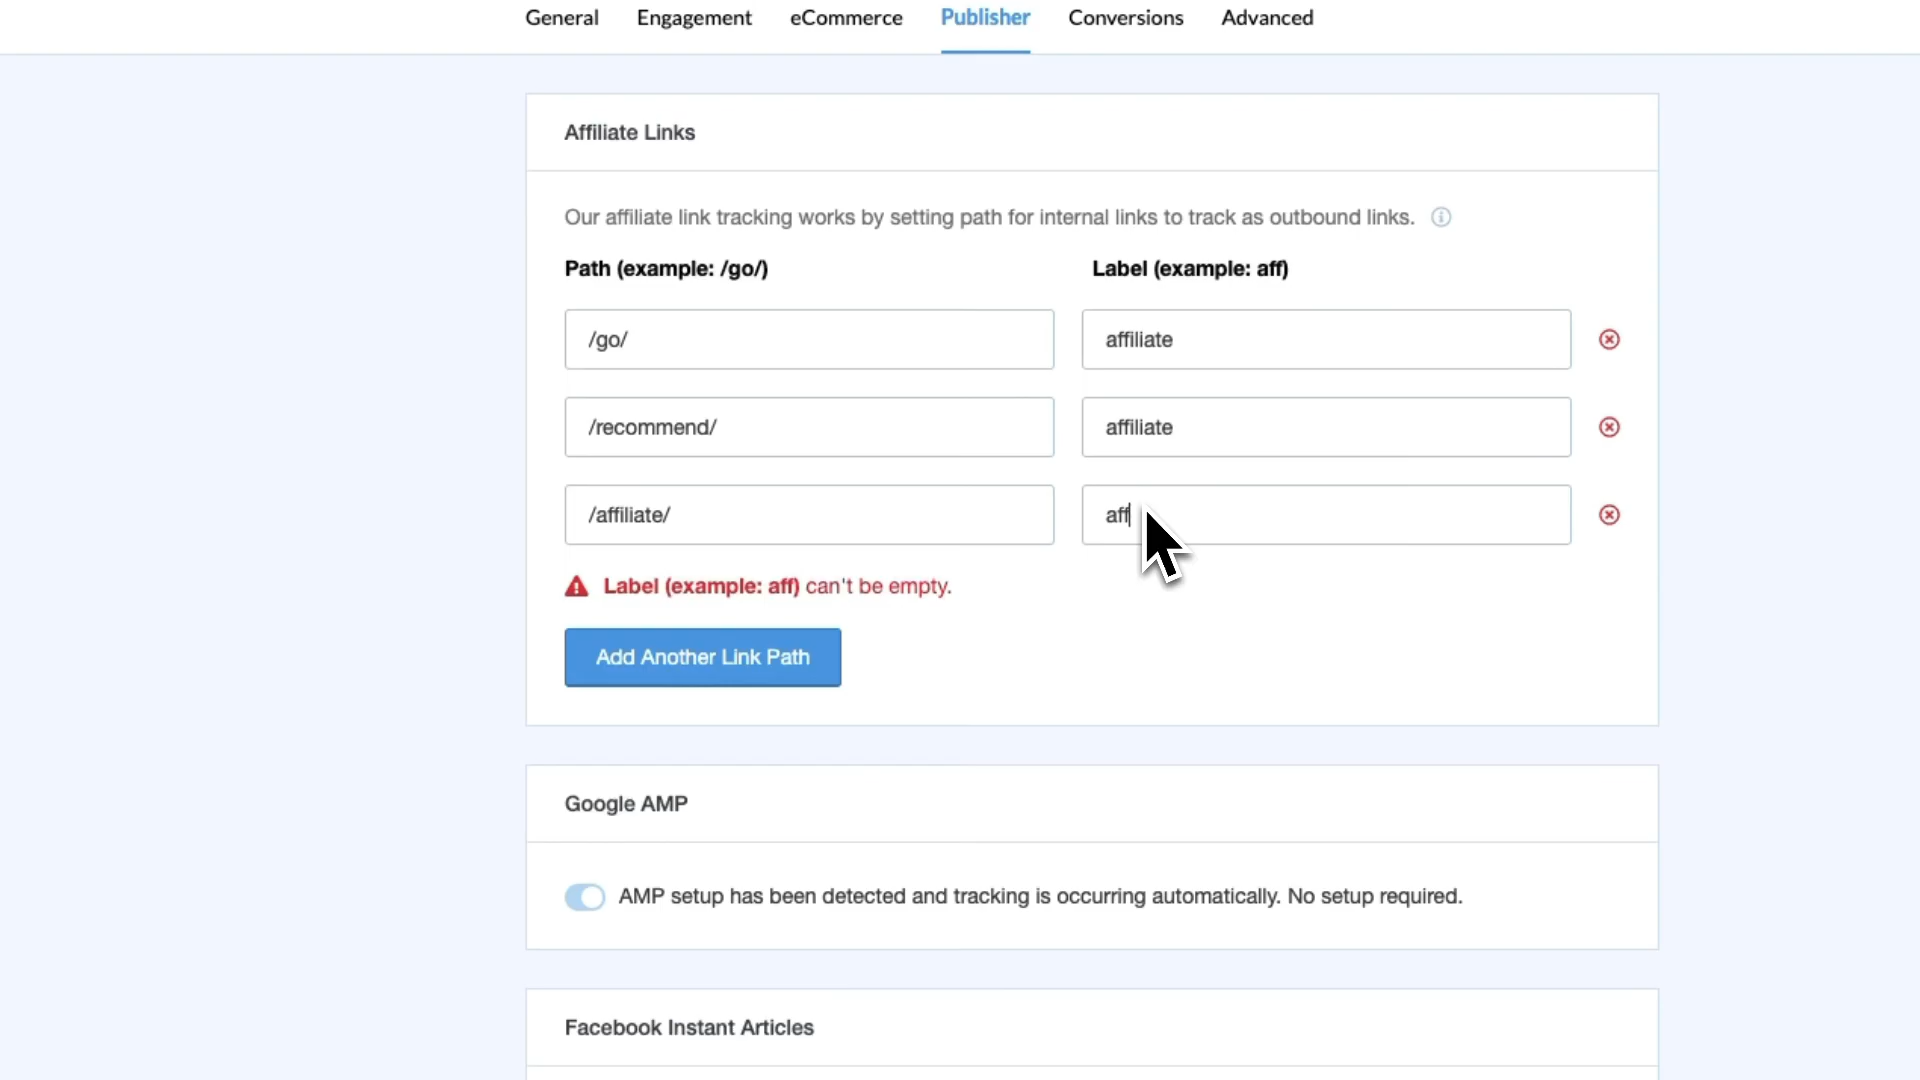 General Engagement eCommerce Publisher Conversions Advanced
Affiliate Links
Our affiliate link tracking works by setting path for internal links to track as outbound links.
Path (example: /go/) Label (example: aff)
/go/ affiliate
/recommend/ affiliate
/affiliate/ aff
Label (example: aff) can't be empty.
Add Another Link Path
Google AMP
AMP setup has been detected and tracking is occurring automatically. No setup required.
Facebook Instant Articles